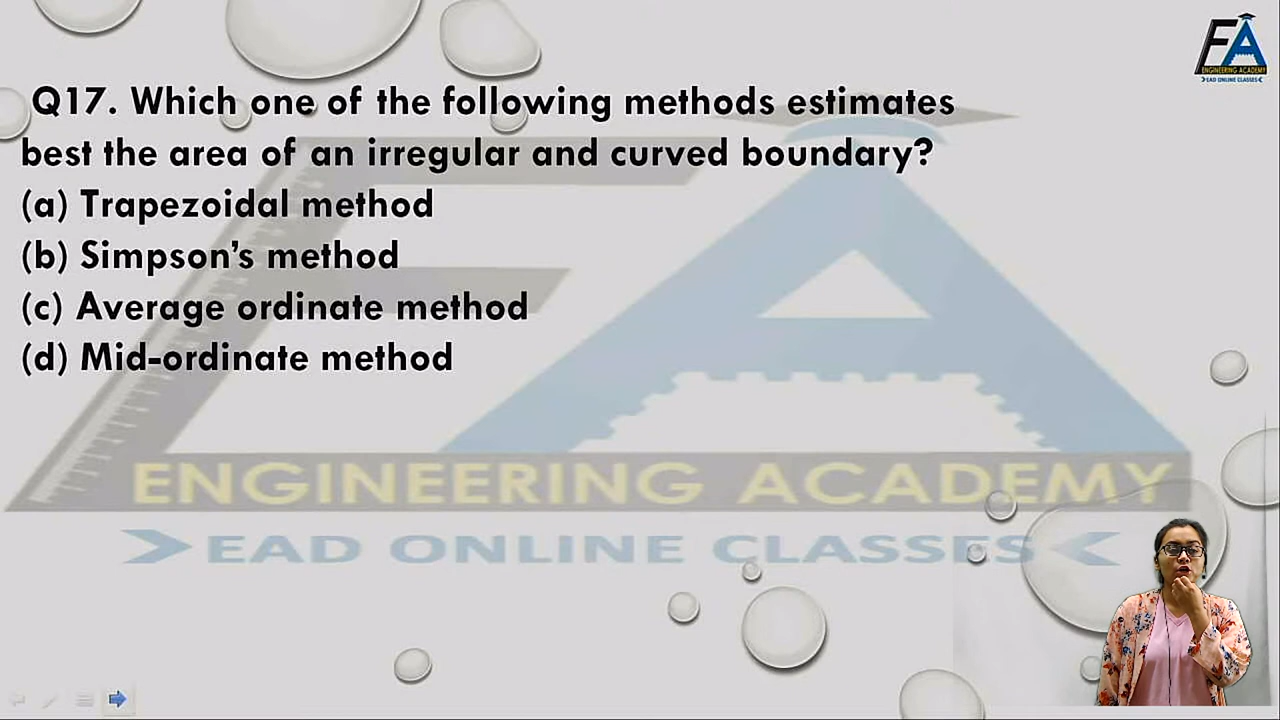 Q17. Which one of the following methods estimates
best the area of an irregular and curved boundary?
(a) Trapezoidal method
(b) Simpson’s method
(c) Average ordinate method
(d) Mid-ordinate method
ENGINEERING ACADEMY
EAD ONLINE CLASSES
EA
ENGINEERING ACADEMY
EAD ONLINE CLASSES